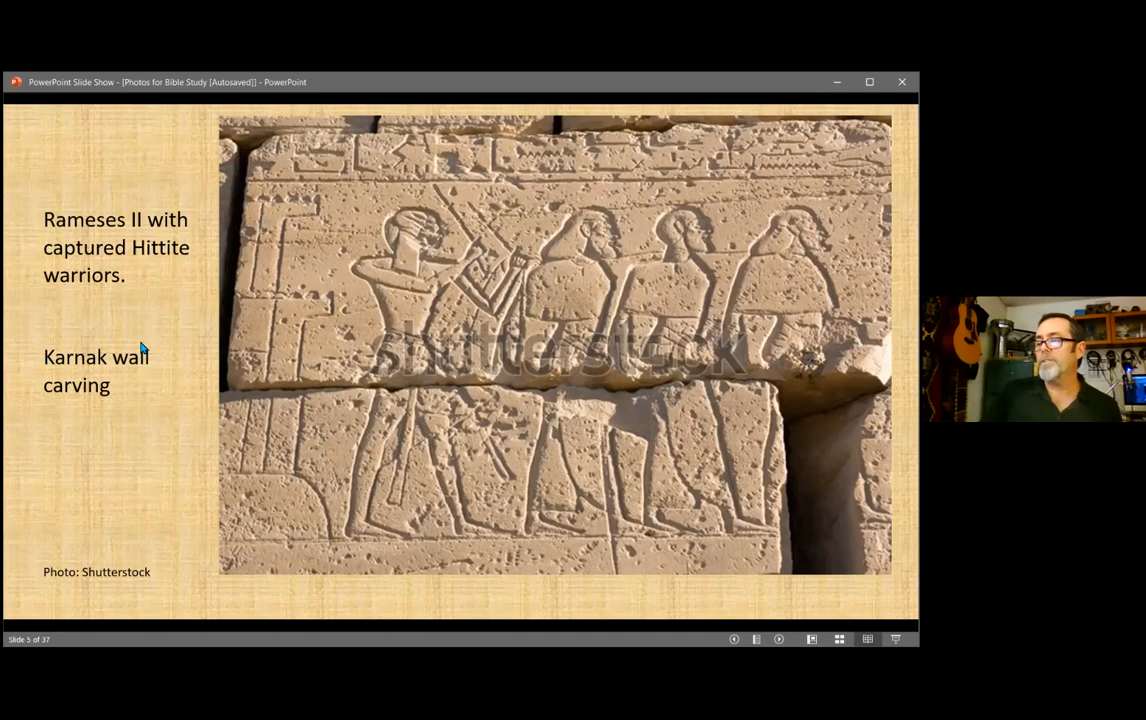 PowerPoint Slide Show - [Photos for Bible Study [Autosaved]] - PowerPoint
Rameses II with
captured Hittite
warriors.
Karnak wall
carving
shutterstock
Photo: Shutterstock
Slide 5 of 37